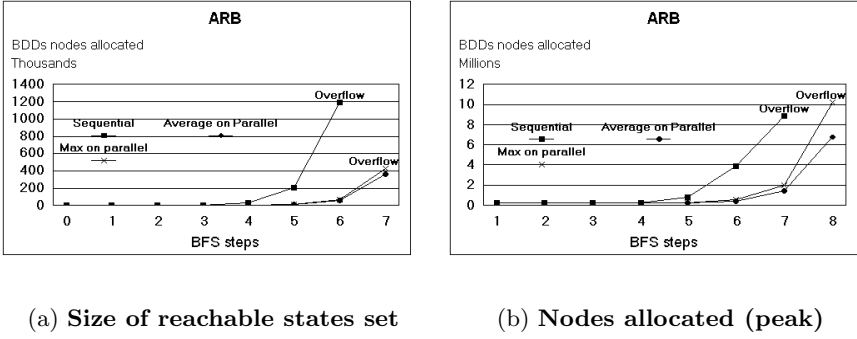 ARB
BDDs nodes allocated
Thousands
1400
1200
1000
800
600
400
200
0
Overflow
Sequential
Average on Parallel
Max on parallel
Overflow
0 1 2 3 4 5 6 7
BFS steps
ARB
BDDs nodes allocated
Millions
12
10
8
6
4
2
0
Overflow
Overflow
Sequential
Average on Parallel
Max on parallel
1 2 3 4 5 6 7 8
BFS steps
(a) Size of reachable states set
(b) Nodes allocated (peak)